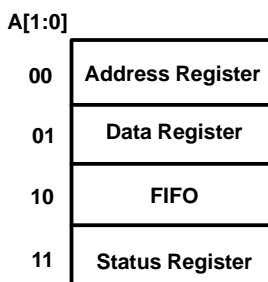 A[1:0]
00 Address Register
01 Data Register
10 FIFO
11 Status Register